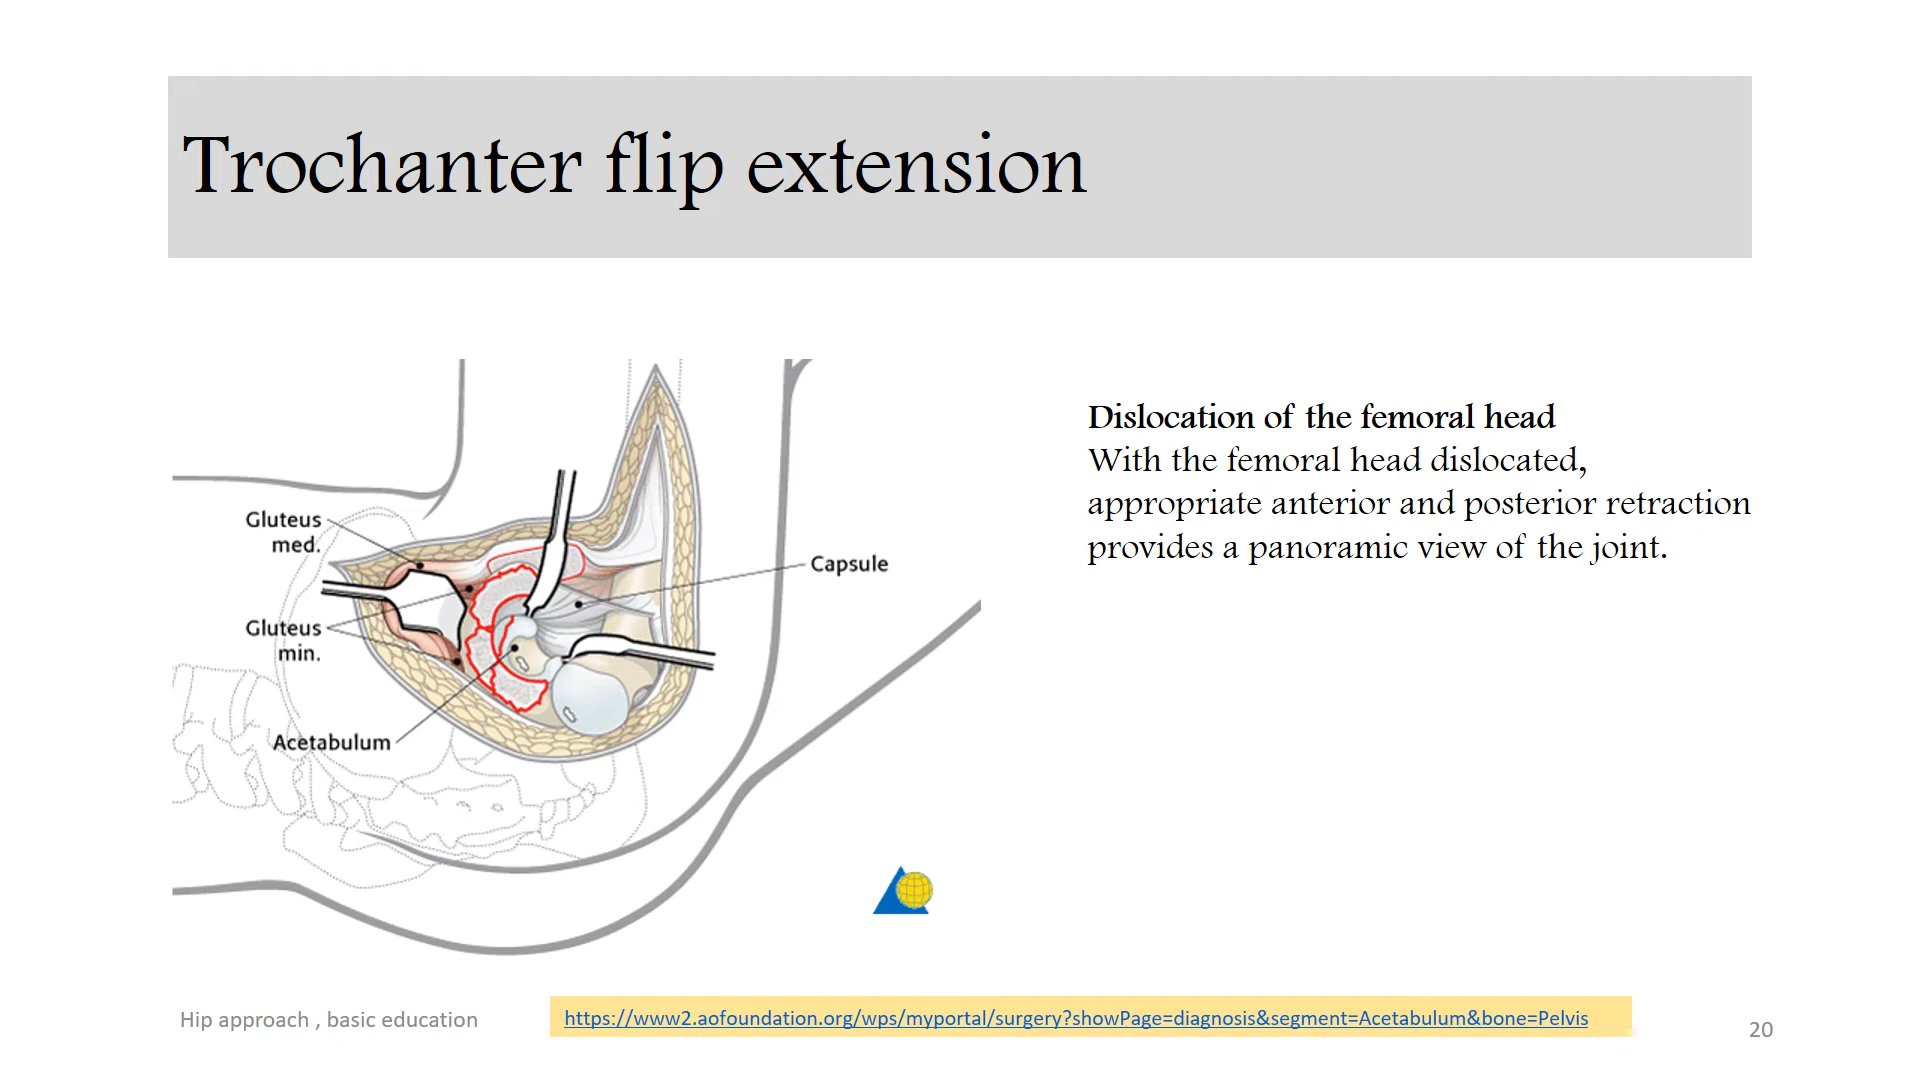 Trochanter flip extension
Dislocation of the femoral head
With the femoral head dislocated,
appropriate anterior and posterior retraction
provides a panoramic view of the joint.
Gluteus
med.
Capsule
Gluteus
min.
Acetabulum
Hip approach , basic education
https://www2.aofoundation.org/wps/myportal/surgery?showPage=diagnosis&segment=Acetabulum&bone=Pelvis
20